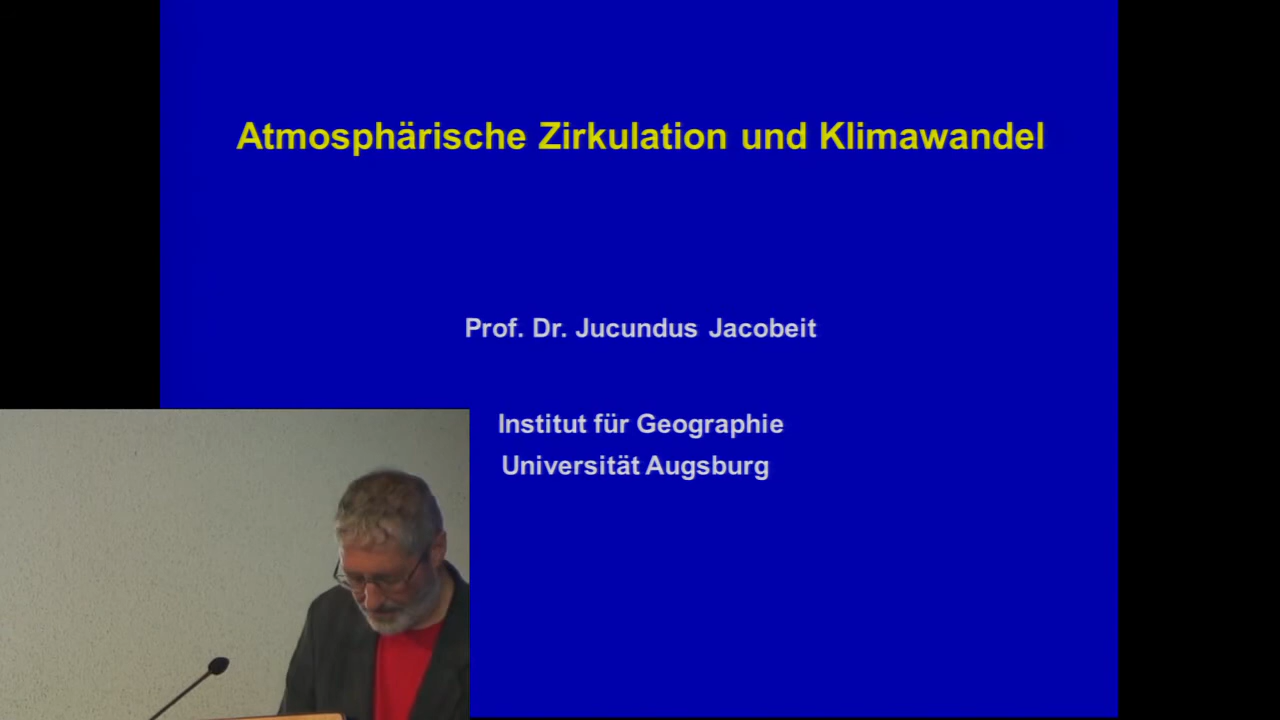 Atmosphärische Zirkulation und Klimawandel
Prof. Dr. Jucundus Jacobeit
Institut für Geographie
Universität Augsburg